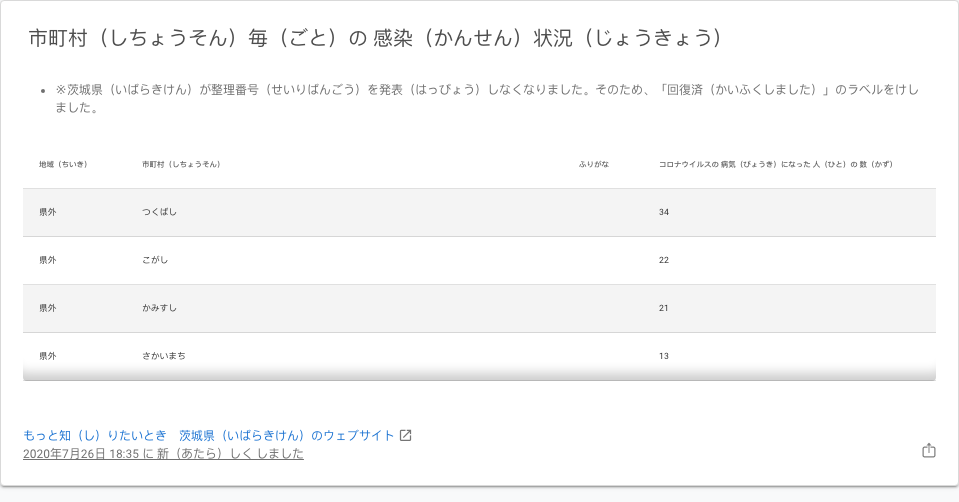 市町村（しちょうそん）毎（ごと）の 感染（かんせん）状況（じょうきょう）
※茨城県（いばらきけん）が整理番号（せいりばんごう）を発表（はっぴょう）しなくなりました。そのため、「回復済（かいふくしました）」のラベルをけし
ました。
地域（ちいき） 市町村（しちょうそん） ふりがな コロナウイルスの 病気（びょうき）になった 人（ひと）の 数（かず）
県外 つくばし 34
県外 こがし 22
県外 かみすし 21
県外 さかいまち 13
もっと知（し）りたいとき　茨城県（いばらきけん）のウェブサイト
2020年7月26日 18:35 に 新（あたら）しく しました